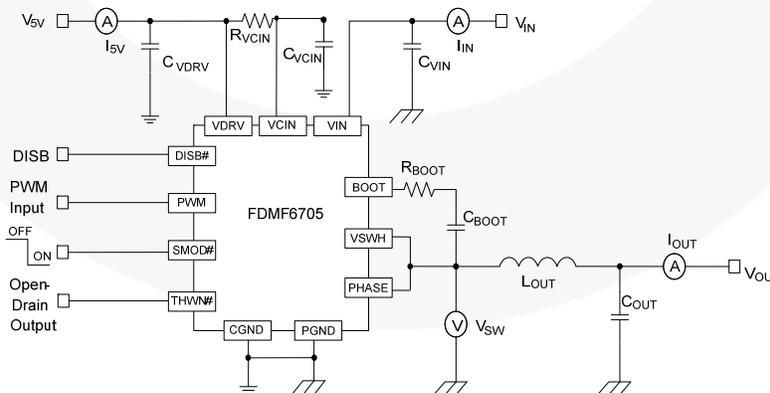 V5V
A
I5V
CVDRV
RVCIN
CVCIN
CVIN
A
IIN
VIN
VDRV
VCIN
VIN
DISB
DISB#
PWM
Input
PWM
FDMF6705
BOOT
RBOOT
CBOOT
OFF
ON
SMOD#
VSWH
Open-
Drain
Output
THWN#
PHASE
LOUT
IOUT
A
VOU
COUT
V
VSW
CGND
PGND